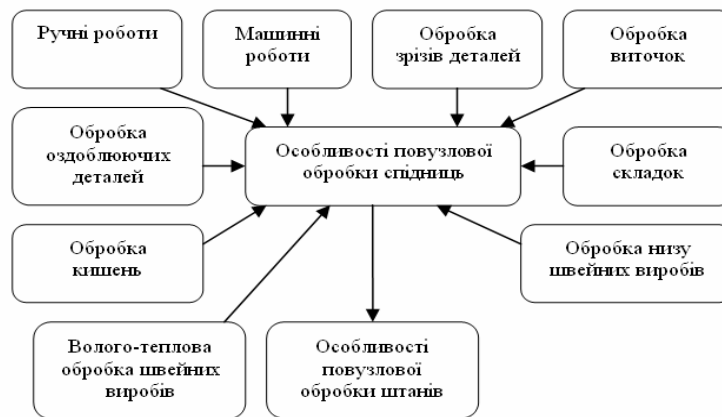 Ручні роботи
Машинні
роботи
Обробка
зрізів деталей
Обробка
виточок
Обробка
оздоблюючих
деталей
Особливості повузлової
обробки спідниць
Обробка
складок
Обробка
кишень
Обробка низу
швейних виробів
Волого-теплова
обробка швейних
виробів
Особливості
повузлової
обробки штанів